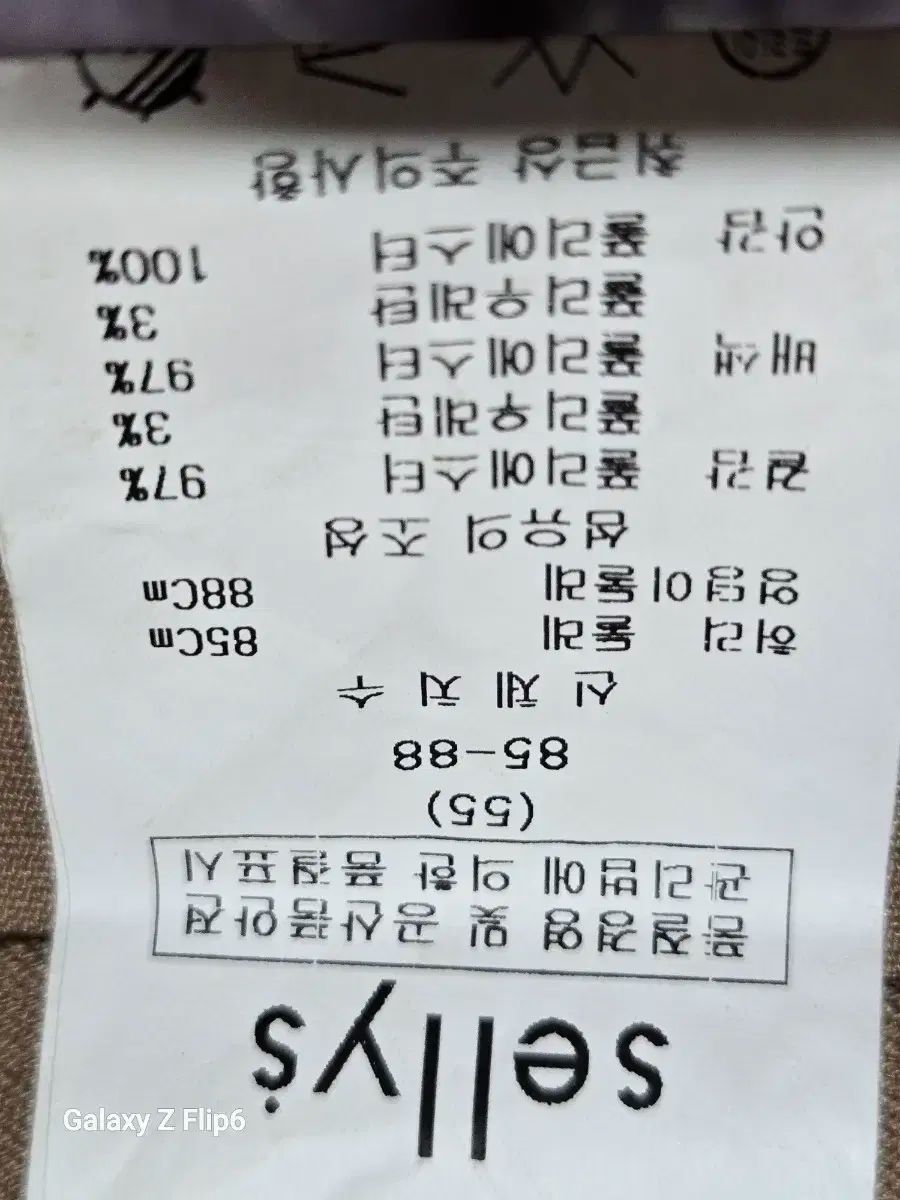 sellys
품질경영 및 공산품안전
관리법에 의한 품질표시
(55)
85-88
신 체 치 수
허리 둘레 85Cm
엉덩이둘레 88Cm
섬유의 조성
겉감 폴리에스터 97%
폴리우레탄 3%
배색 폴리에스터 97%
폴리우레탄 3%
안감 폴리에스터 100%
취급상 주의사항
Galaxy Z Flip6